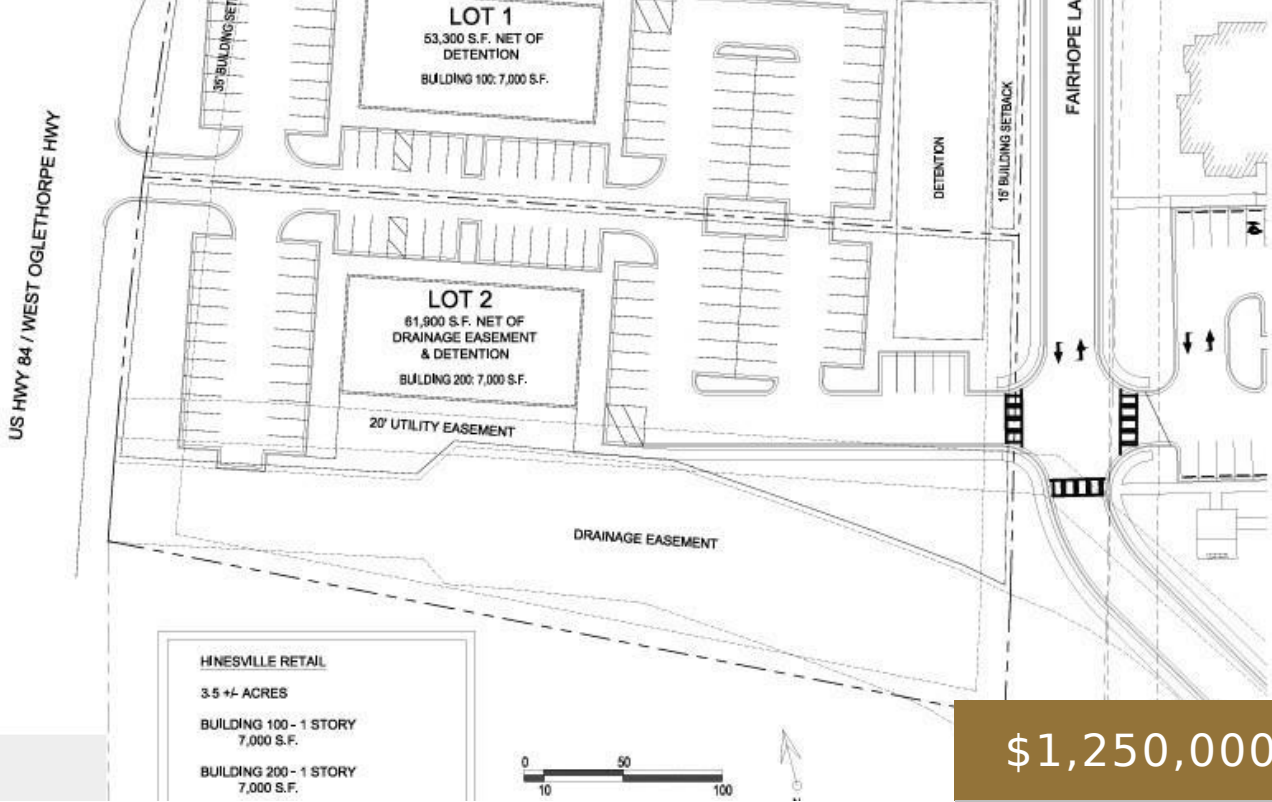 LOT 1
53,300 S.F. NET OF
DETENTION
BUILDING 100: 7,000 S.F.
35' BUILDING SET
FAIRHOPE LA
DETENTION
15' BUILDING SETBACK
US HWY 84 / WEST OGLETHORPE HWY
LOT 2
61,900 S.F. NET OF
DRAINAGE EASEMENT
& DETENTION
BUILDING 200: 7,000 S.F.
20' UTILITY EASEMENT
DRAINAGE EASEMENT
HINESVILLE RETAIL
3.5 +/- ACRES
BUILDING 100 - 1 STORY
7,000 S.F.
BUILDING 200 - 1 STORY
7,000 S.F.
0 50
10 100
N
$1,250,000